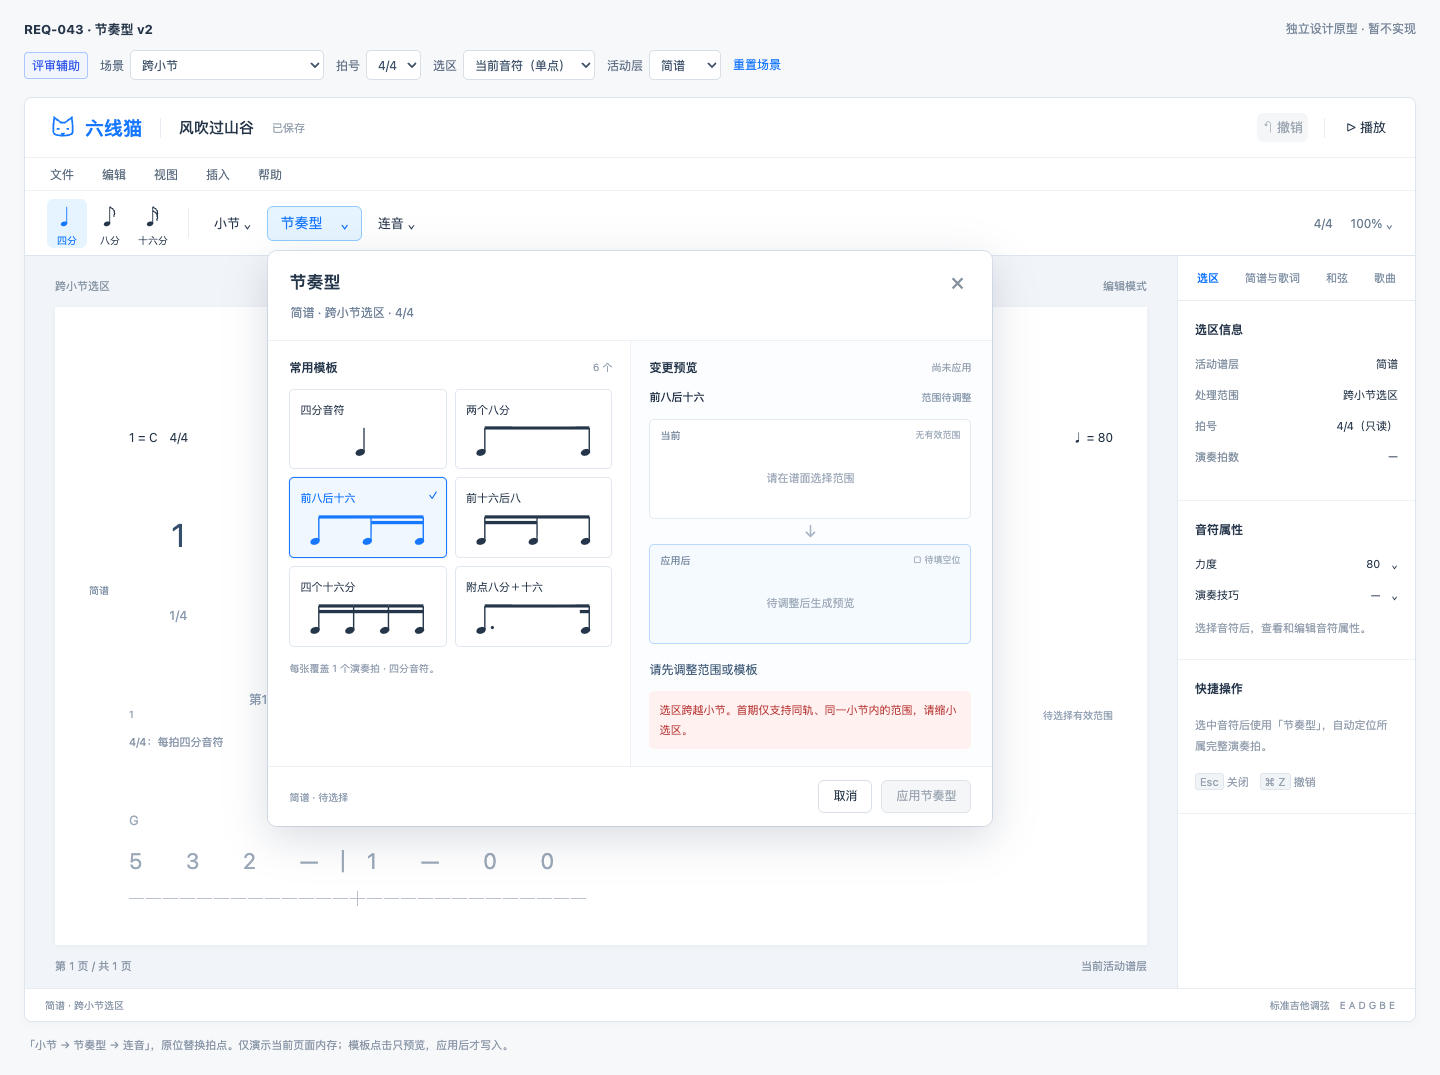 REQ-043 · 节奏型 v2
独立设计原型 · 暂不实现
评审辅助 场景 跨小节 拍号 4/4 选区 当前音符（单点） 活动层 简谱 重置场景
六线猫 风吹过山谷 已保存
撤销 播放
文件 编辑 视图 插入 帮助
四分 八分 十六分
小节 节奏型 连音
4/4 100%
跨小节选区
编辑模式
1 = C 4/4
♩ = 80
1
简谱
1/4
第1
1
待选择有效范围
4/4：每拍四分音符
G
5 3 2 — | 1 — 0 0
第 1 页 / 共 1 页
当前活动谱层
节奏型
简谱 · 跨小节选区 · 4/4
常用模板 6 个
四分音符
两个八分
前八后十六
前十六后八
四个十六分
附点八分＋十六
每张覆盖 1 个演奏拍 · 四分音符。
变更预览 尚未应用
前八后十六 范围待调整
当前 无有效范围
请在谱面选择范围
应用后 待填空位
待调整后生成预览
请先调整范围或模板
选区跨越小节。首期仅支持同轨、同一小节内的范围，请缩小
选区。
简谱 · 待选择
取消 应用节奏型
选区 简谱与歌词 和弦 歌曲
选区信息
活动谱层 简谱
处理范围 跨小节选区
拍号 4/4（只读）
演奏拍数 —
音符属性
力度 80
演奏技巧 —
选择音符后，查看和编辑音符属性。
快捷操作
选中音符后使用「节奏型」，自动定位所
属完整演奏拍。
Esc 关闭 ⌘ Z 撤销
简谱 · 跨小节选区
标准吉他调弦 E A D G B E
「小节 → 节奏型 → 连音」，原位替换拍点。仅演示当前页面内存；模板点击只预览，应用后才写入。